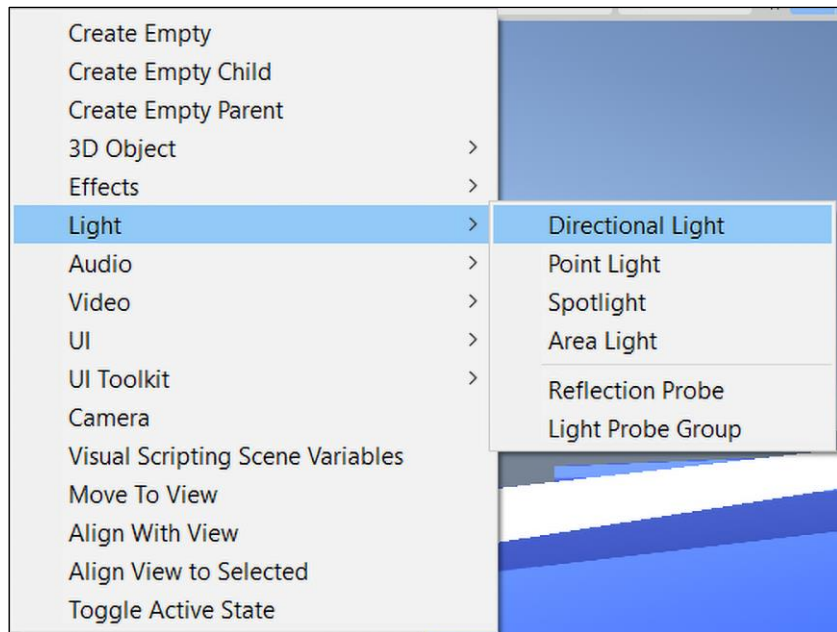 Create Empty
Create Empty Child
Create Empty Parent
3D Object
Effects
Light
Audio
Video
UI
UI Toolkit
Camera
Visual Scripting Scene Variables
Move To View
Align With View
Align View to Selected
Toggle Active State
Directional Light
Point Light
Spotlight
Area Light
Reflection Probe
Light Probe Group